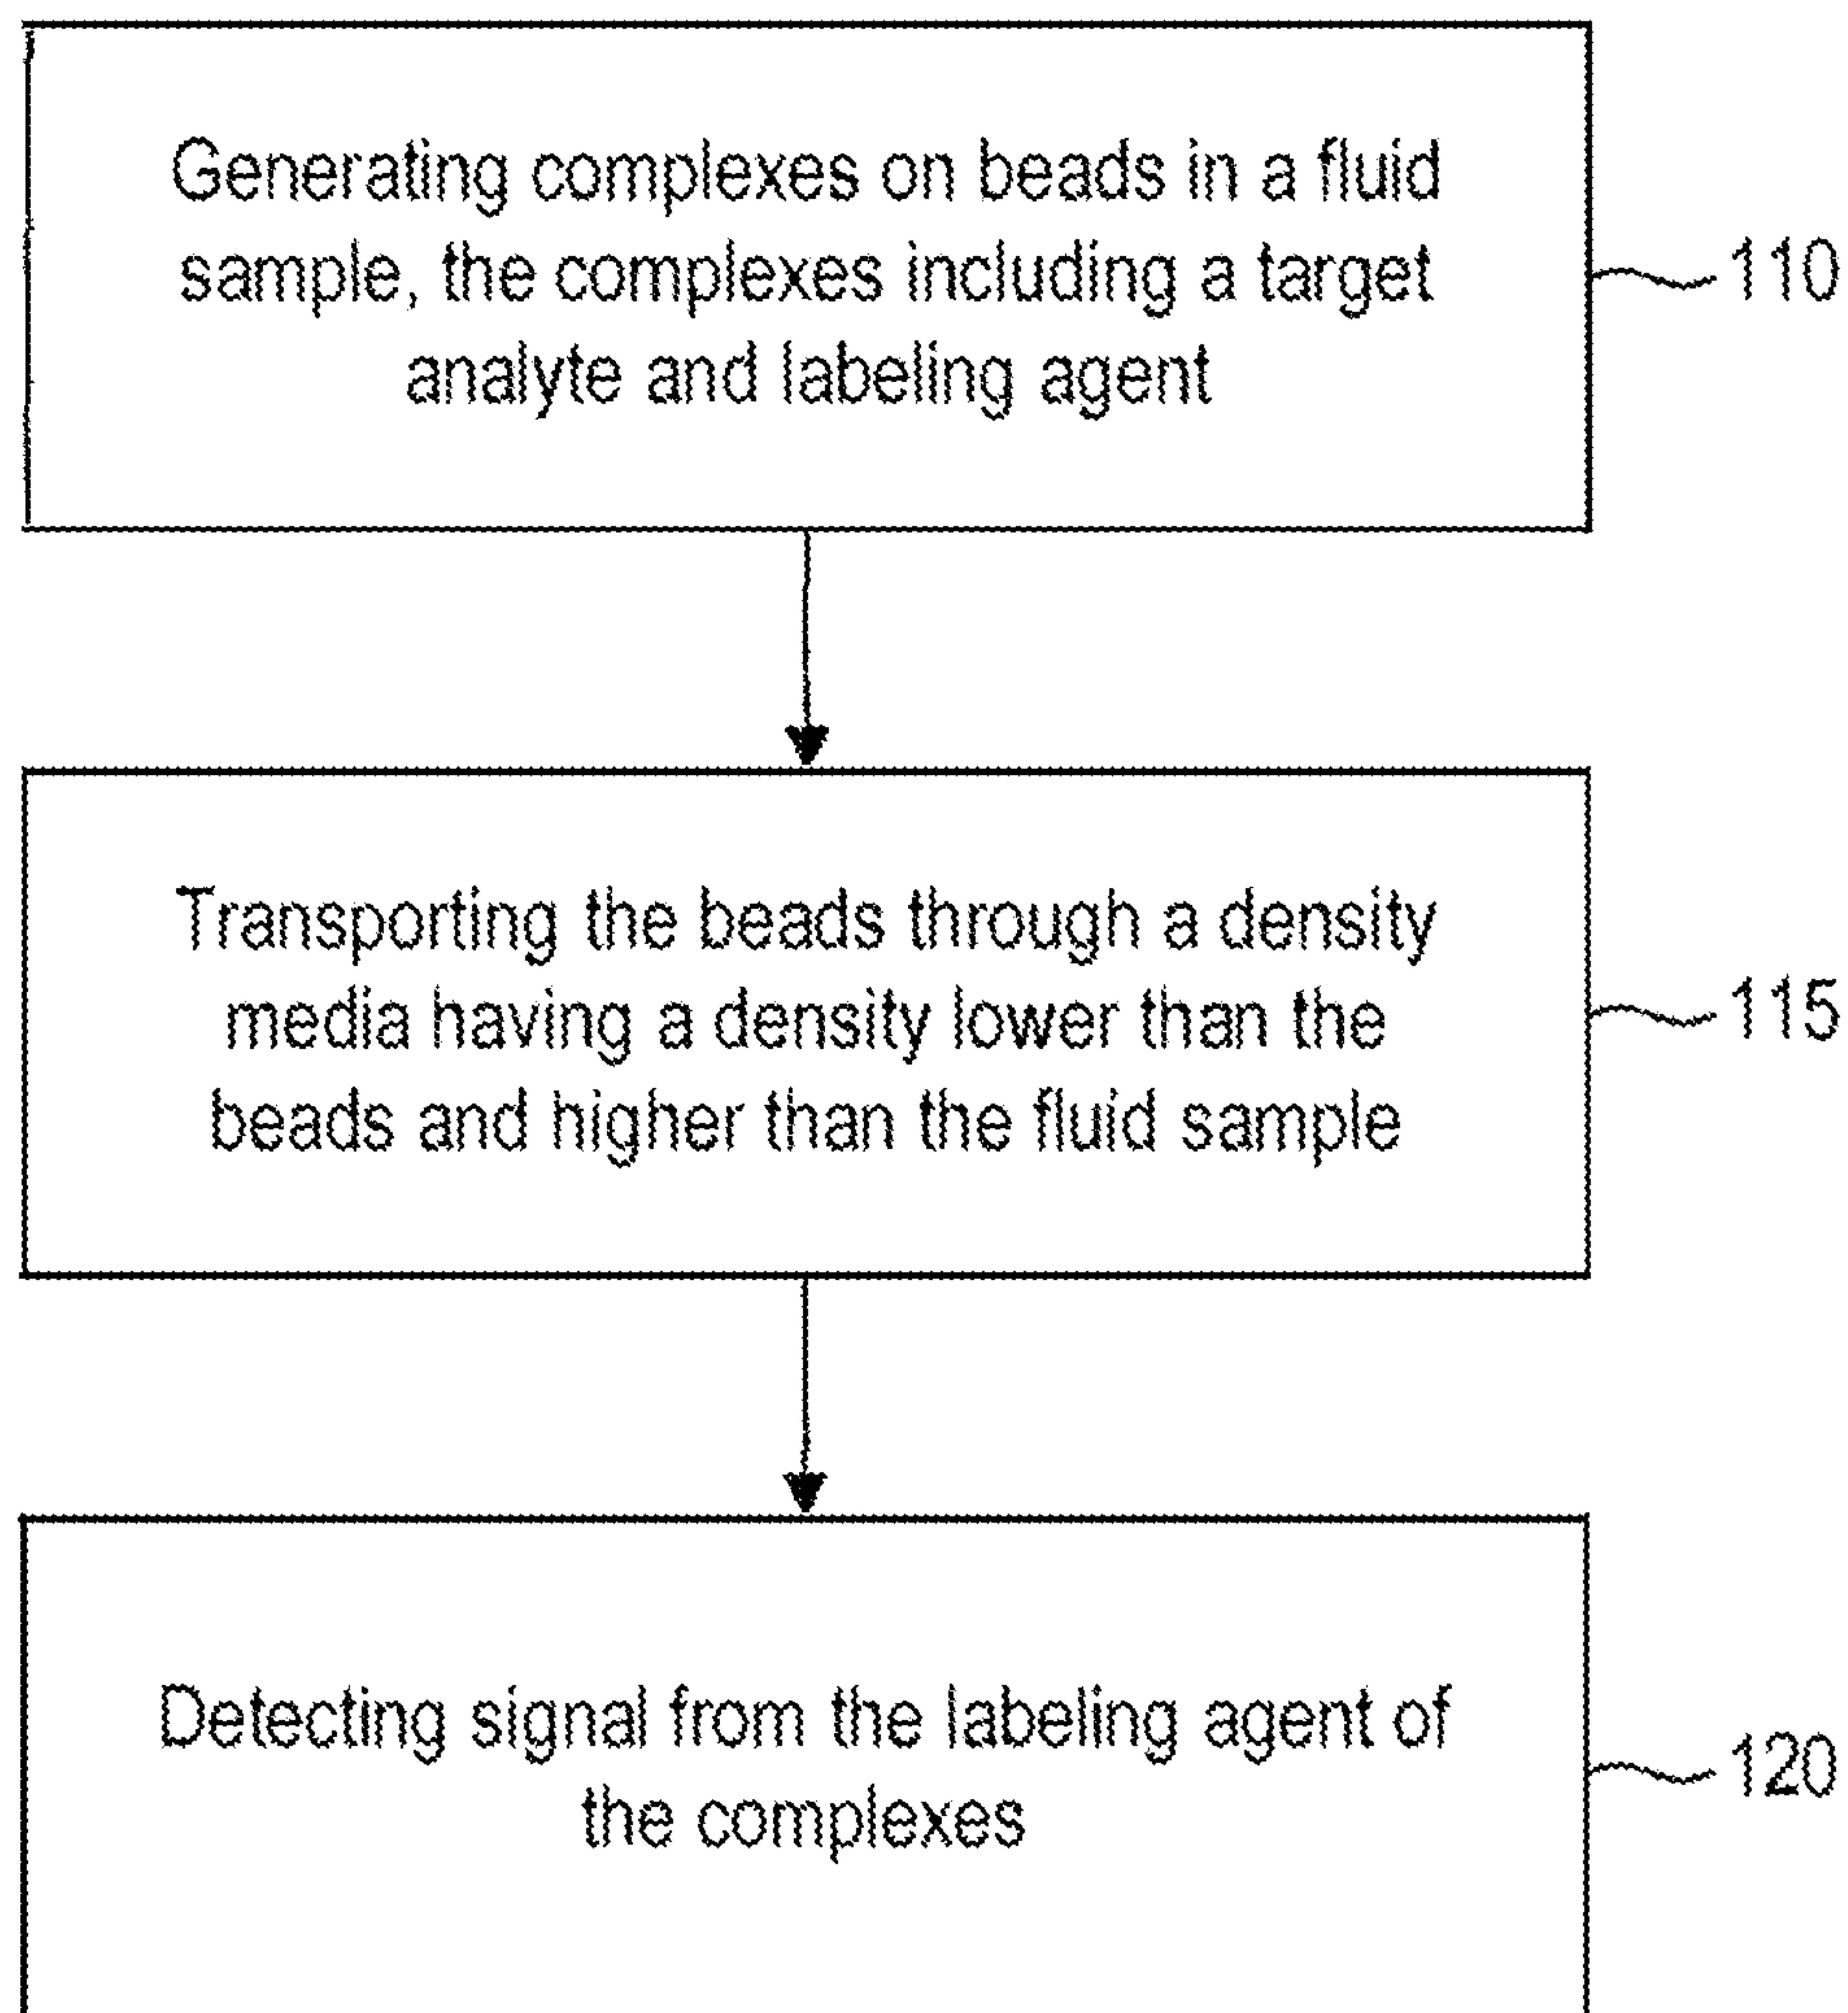 Generating complexes on beads in a fluid
sample, the complexes including a target
analyte and labeling agent
110
Transporting the beads through a density
media having a density lower than the
beads and higher than the fluid sample
115
Detecting signal from the labeling agent of
the complexes
120